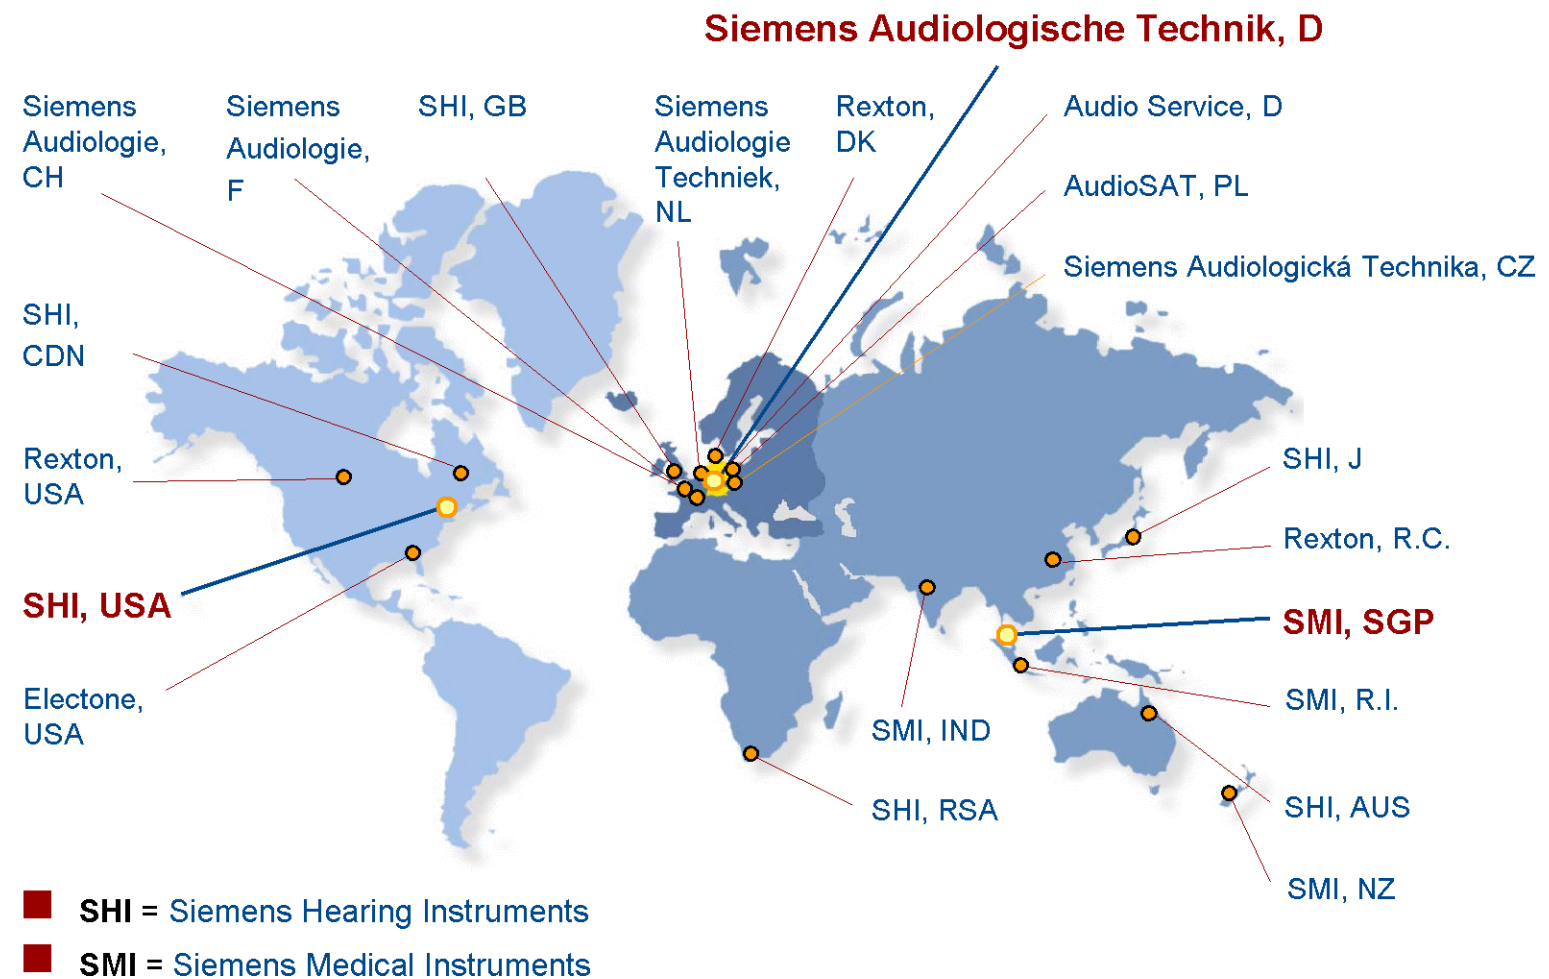 Siemens Audiologische Technik, D
Siemens
Audiologie,
CH
Siemens
Audiologie,
F
SHI, GB
Siemens
Audiologie
Techniek,
NL
Rexton,
DK
Audio Service, D
AudioSAT, PL
Siemens Audiologická Technika, CZ
SHI,
CDN
Rexton,
USA
SHI, USA
Electone,
USA
SHI, J
Rexton, R.C.
SMI, SGP
SMI, R.I.
SMI, IND
SHI, RSA
SHI, AUS
SMI, NZ
SHI = Siemens Hearing Instruments
SMI = Siemens Medical Instruments